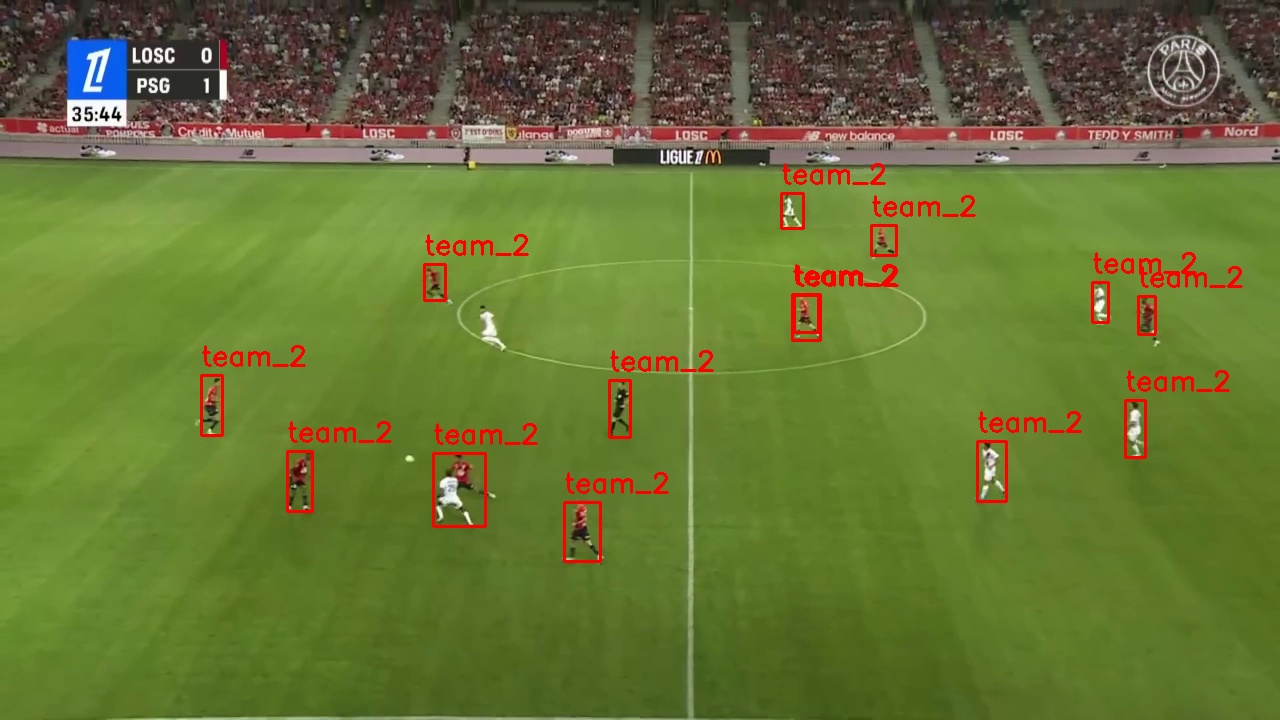 LOSC 0
PSG 1
35:44
PARIS
actual
Crédit Mutuel
LOSC
LOSC
new balance
LOSC
TEDDY SMITH
Nord
LIGUE 1
team_2
team_2
team_2
team_2
team_2
team_2
team_2
team_2
team_2
team_2
team_2
team_2
team_2
team_2